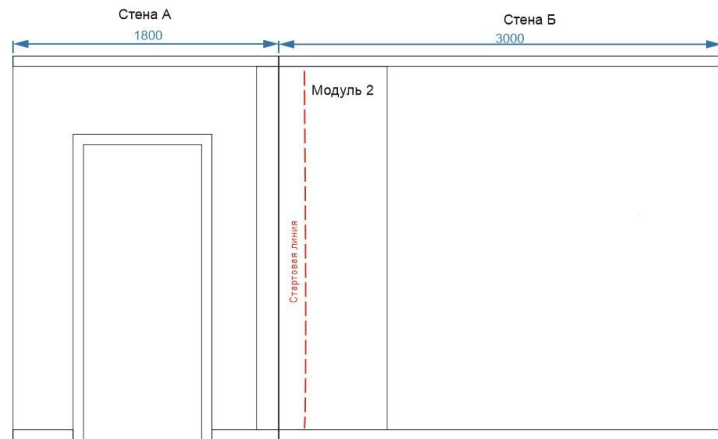 Стена А
Стена Б
1800
3000
Модуль 2
Стартовая линия